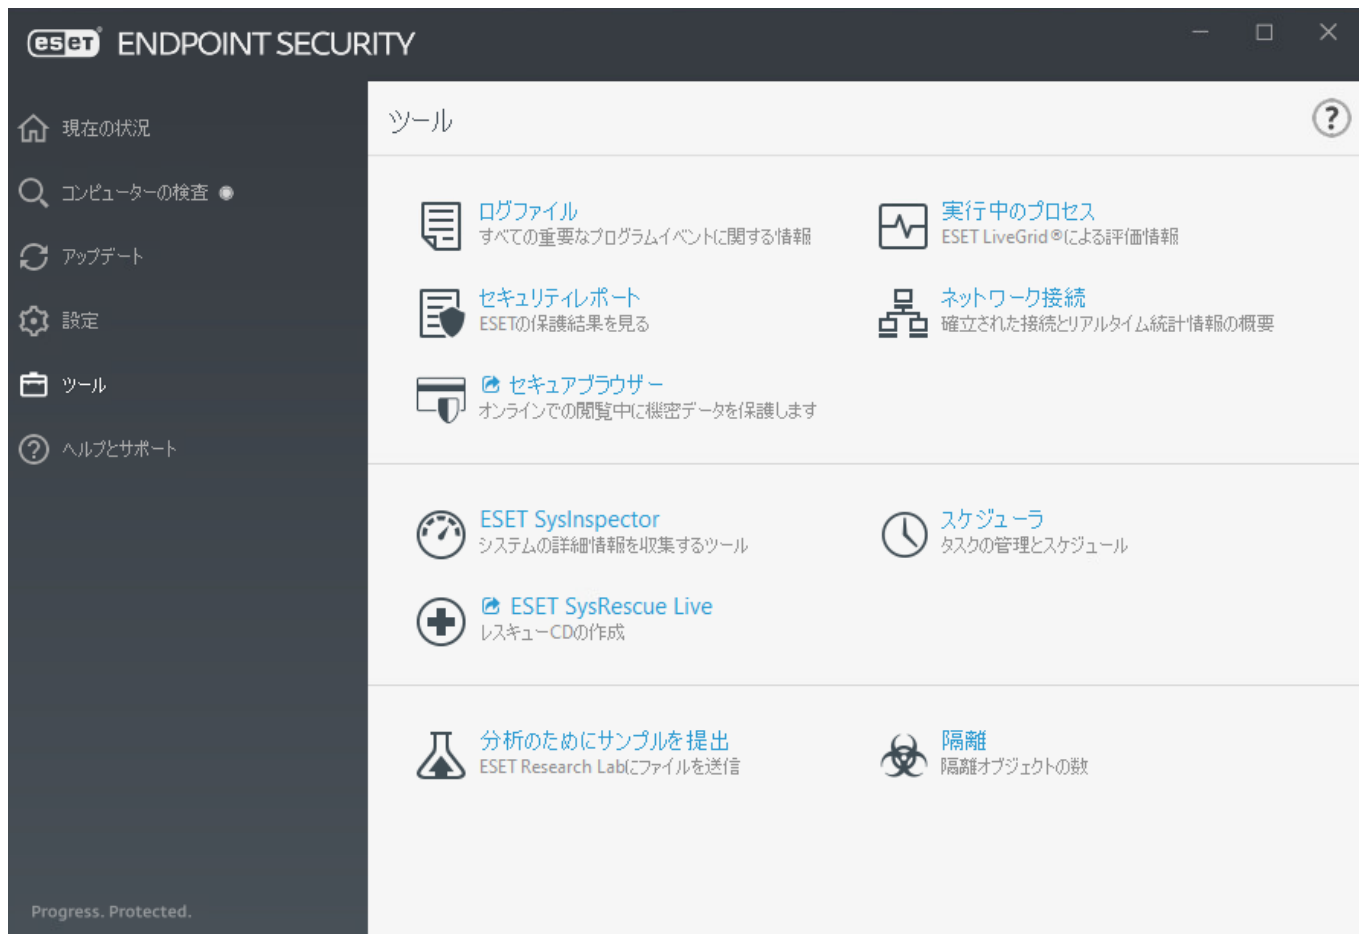 eset ENDPOINT SECURITY
現在の状況
コンピューターの検査
アップデート
設定
ツール
ヘルプとサポート
Progress. Protected.
ツール
?
ログファイル
すべての重要なプログラムイベントに関する情報
実行中のプロセス
ESET LiveGrid®による評価情報
セキュリティレポート
ESETの保護結果を見る
ネットワーク接続
確立された接続とリアルタイム統計情報の概要
セキュアブラウザー
オンラインでの閲覧中に機密データを保護します
ESET SysInspector
システムの詳細情報を収集するツール
スケジューラ
タスクの管理とスケジュール
ESET SysRescue Live
レスキューCDの作成
分析のためにサンプルを提出
ESET Research Labにファイルを送信
隔離
隔離オブジェクトの数